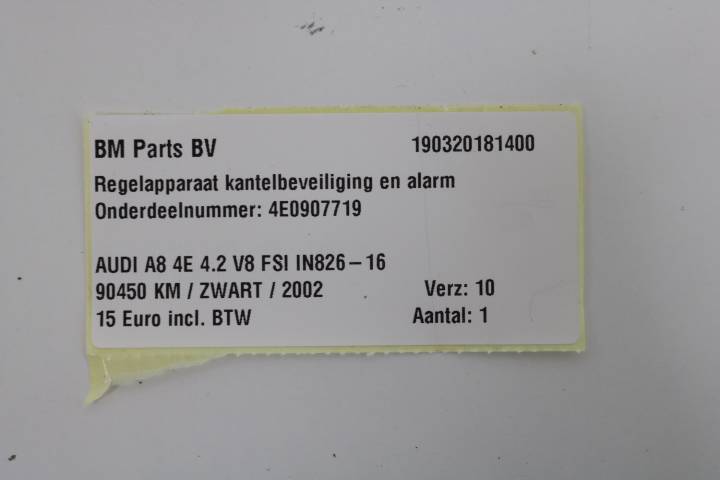 BM Parts BV 190320181400
Regelapparaat kantelbeveiliging en alarm
Onderdeelnummer: 4E0907719
AUDI A8 4E 4.2 V8 FSI IN826-16
90450 KM / ZWART / 2002 Verz: 10
15 Euro incl. BTW Aantal: 1